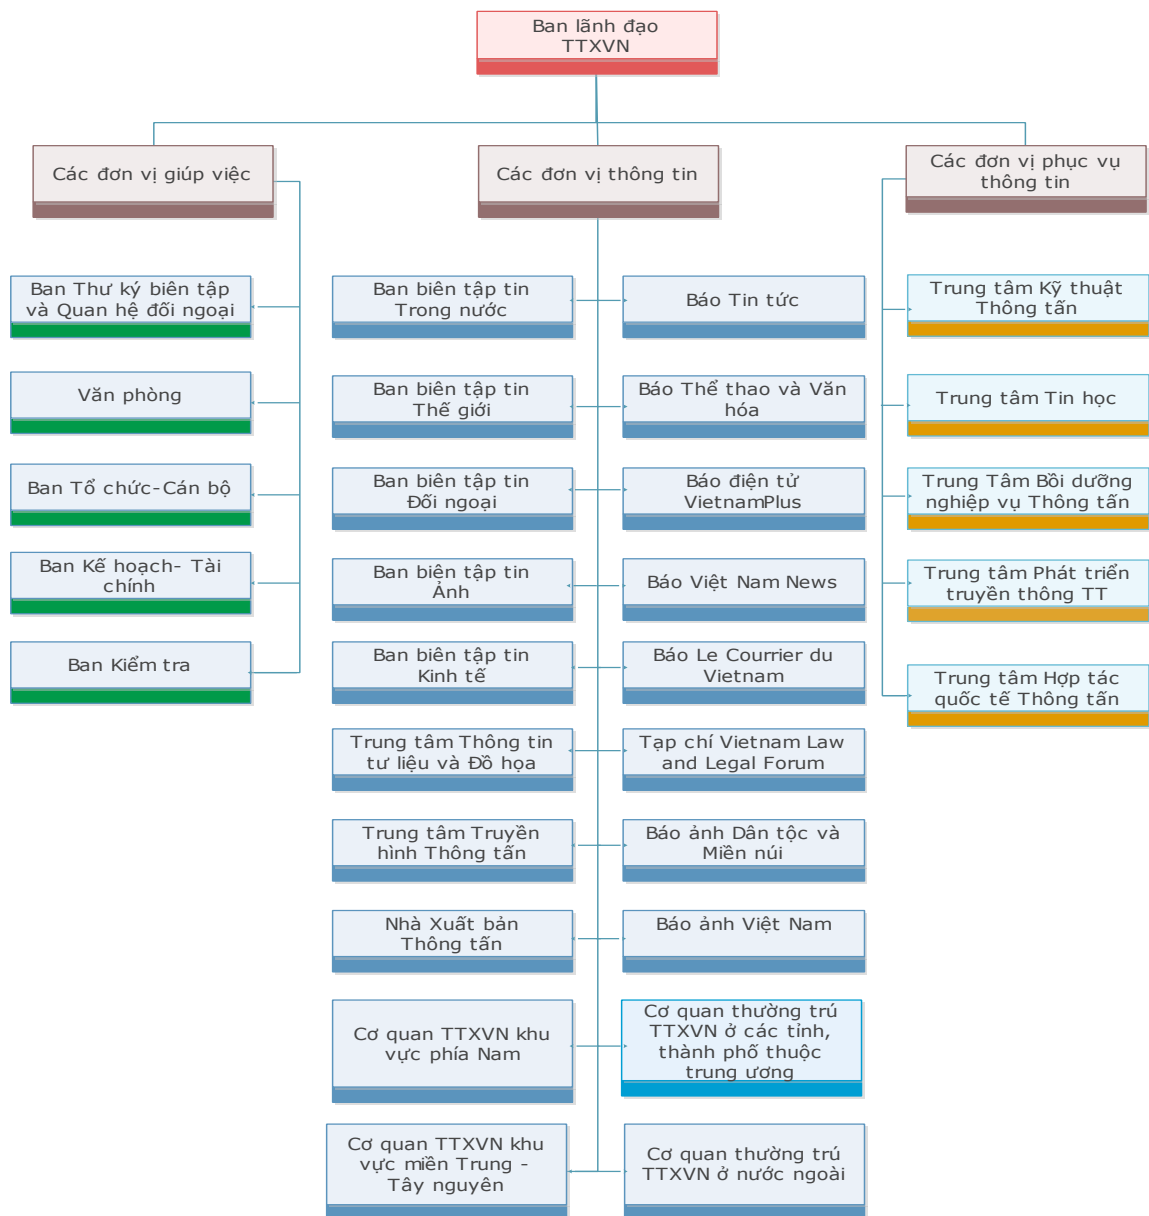 Ban lãnh đạo
TTXVN
Các đơn vị giúp việc
Các đơn vị thông tin
Các đơn vị phục vụ
thông tin
Ban Thư ký biên tập
và Quan hệ đối ngoại
Văn phòng
Ban Tổ chức-Cán bộ
Ban Kế hoạch- Tài
chính
Ban Kiểm tra
Ban biên tập tin
Trong nước
Báo Tin tức
Ban biên tập tin
Thế giới
Báo Thể thao và Văn
hóa
Ban biên tập tin
Đối ngoại
Báo điện tử
VietnamPlus
Ban biên tập tin
Ảnh
Báo Việt Nam News
Ban biên tập tin
Kinh tế
Báo Le Courrier du
Vietnam
Trung tâm Thông tin
tư liệu và Đồ họa
Tạp chí Vietnam Law
and Legal Forum
Trung tâm Truyền
hình Thông tấn
Báo ảnh Dân tộc và
Miền núi
Nhà Xuất bản
Thông tấn
Báo ảnh Việt Nam
Cơ quan TTXVN khu
vực phía Nam
Cơ quan thường trú
TTXVN ở các tỉnh,
thành phố thuộc
trung ương
Cơ quan TTXVN khu
vực miền Trung -
Tây nguyên
Cơ quan thường trú
TTXVN ở nước ngoài
Trung tâm Kỹ thuật
Thông tấn
Trung tâm Tin học
Trung Tâm Bồi dưỡng
nghiệp vụ Thông tấn
Trung tâm Phát triển
truyền thông TT
Trung tâm Hợp tác
quốc tế Thông tấn